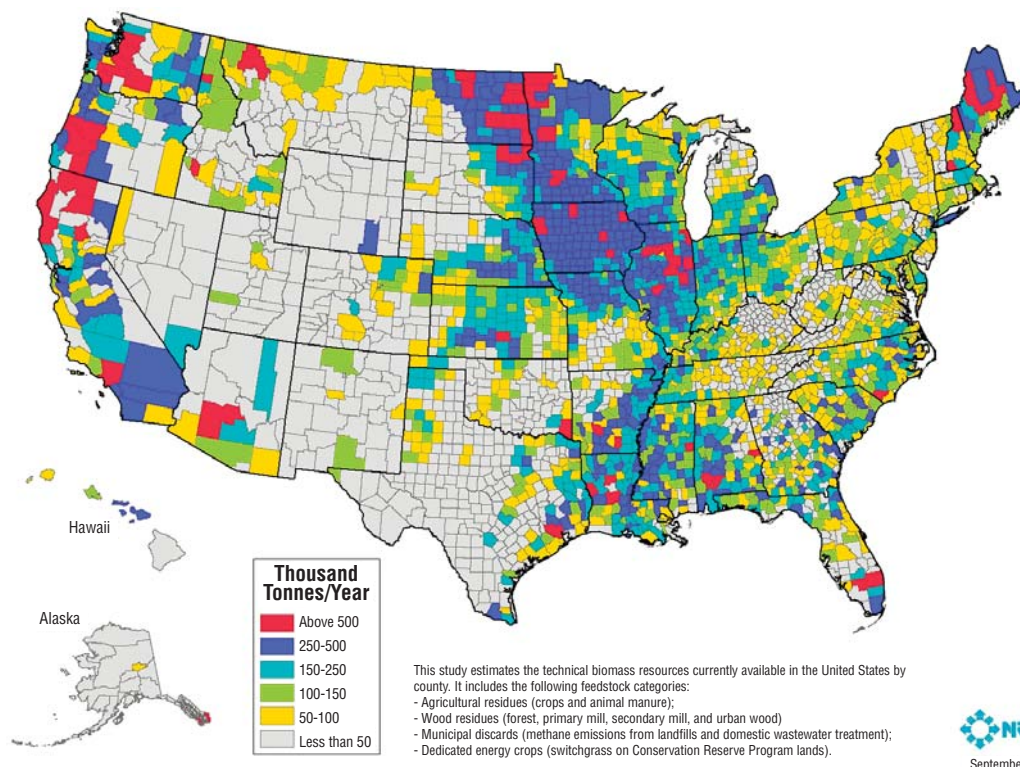 Hawaii
Alaska
Thousand
Tonnes/Year
Above 500
250-500
150-250
100-150
50-100
Less than 50
This study estimates the technical biomass resources currently available in the United States by
county. It includes the following feedstock categories:
- Agricultural residues (crops and animal manure);
- Wood residues (forest, primary mill, secondary mill, and urban wood)
- Municipal discards (methane emissions from landfills and domestic wastewater treatment);
- Dedicated energy crops (switchgrass on Conservation Reserve Program lands).
September